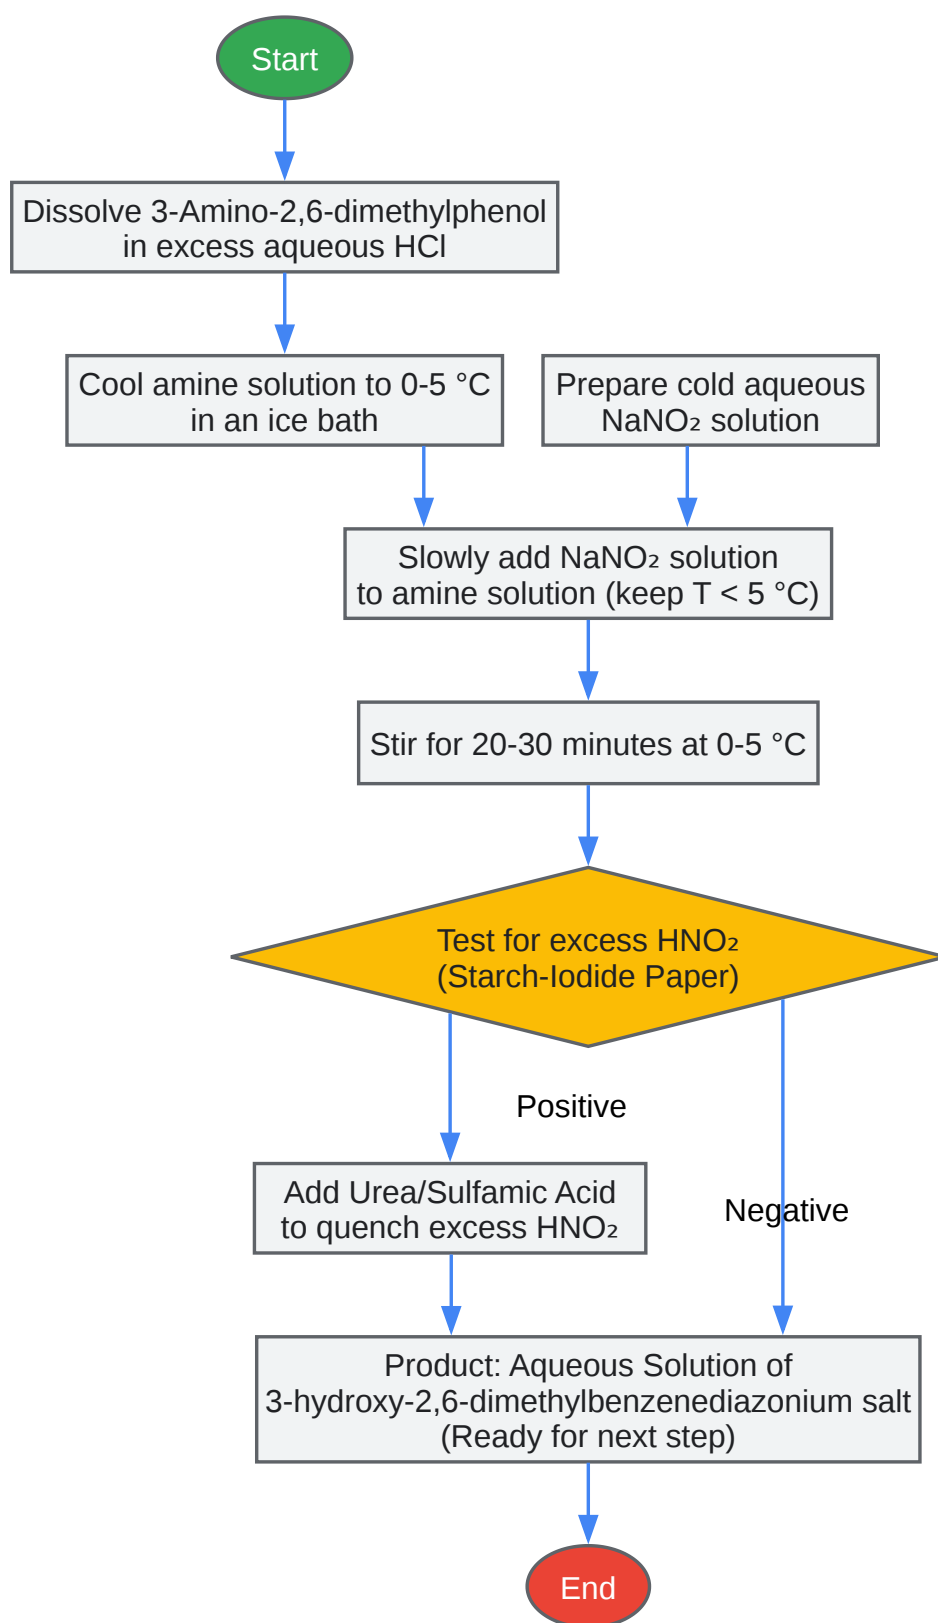 Start
Dissolve 3-Amino-2,6-dimethylphenol
in excess aqueous HCl
Cool amine solution to 0-5 °C
in an ice bath
Prepare cold aqueous
NaNO₂ solution
Slowly add NaNO₂ solution
to amine solution (keep T < 5 °C)
Stir for 20-30 minutes at 0-5 °C
Test for excess HNO₂
(Starch-Iodide Paper)
Positive
Add Urea/Sulfamic Acid
to quench excess HNO₂
Negative
Product: Aqueous Solution of
3-hydroxy-2,6-dimethylbenzenediazonium salt
(Ready for next step)
End